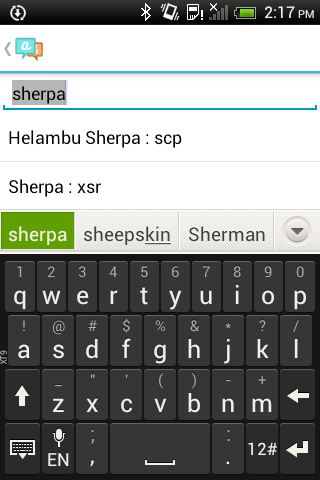 2:17 PM
a
sherpa
Helambu Sherpa : scp
Sherpa : xsr
sherpa sheepskin Sherman
1 2 3 4 5 6 7 8 9 0
q w e r t y u i o p
! @ # $ % & * ? /
a s d f g h j k l
XT9
_ " ' ( ) - +
z x c v b n m
EN ; , : . 12#